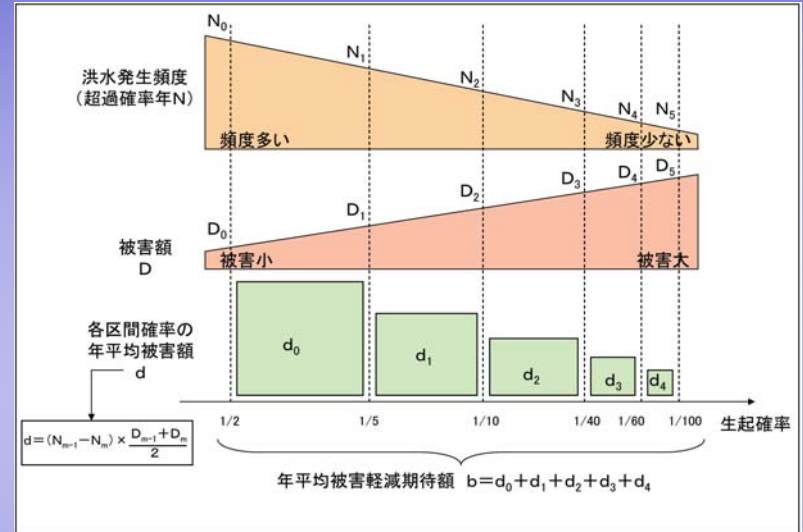 N₀
N₁
N₂
N₃
N₄
N₅
洪水発生頻度
(超過確率年N)
頻度多い
頻度少ない
D₀
D₁
D₂
D₃
D₄
D₅
被害額
D
被害小
被害大
各区間確率の
年平均被害額
d
d₀
d₁
d₂
d₃
d₄
1/2
1/5
1/10
1/40
1/60
1/100
生起確率
d=(Nₘ₋₁−Nₘ)×(Dₘ₋₁+Dₘ)/2
年平均被害軽減期待額 b=d₀+d₁+d₂+d₃+d₄